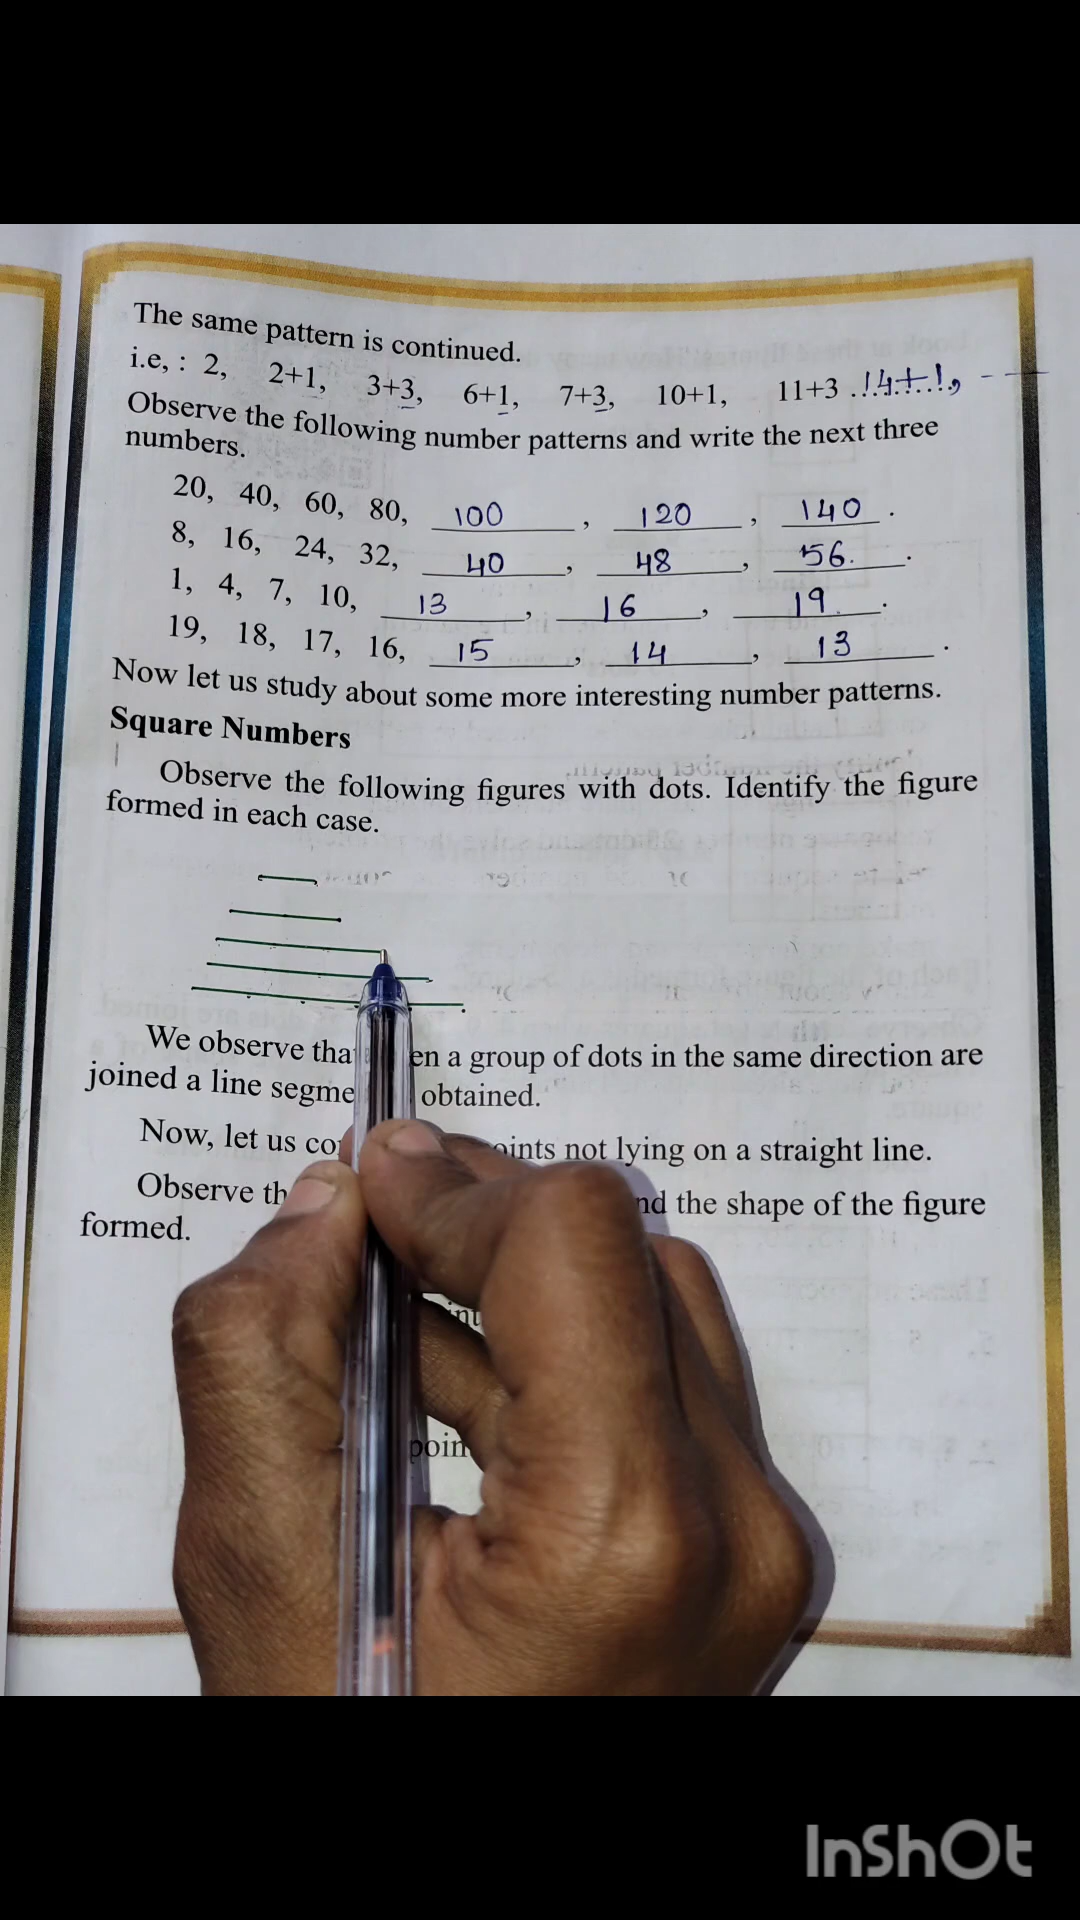 The same pattern is continued.
i.e, : 2, 2+1, 3+3, 6+1, 7+3, 10+1, 11+3 .14+1,
Observe the following number patterns and write the next three
numbers.
20, 40, 60, 80, 100, 120, 140.
8, 16, 24, 32, 40, 48, 56.
1, 4, 7, 10, 13, 16, 19.
19, 18, 17, 16, 15, 14, 13.
Now let us study about some more interesting number patterns.
Square Numbers
Observe the following figures with dots. Identify the figure
formed in each case.
We observe tha en a group of dots in the same direction are
joined a line segme obtained.
Now, let us co oints not lying on a straight line.
Observe th nd the shape of the figure
formed.
poin
InShOt